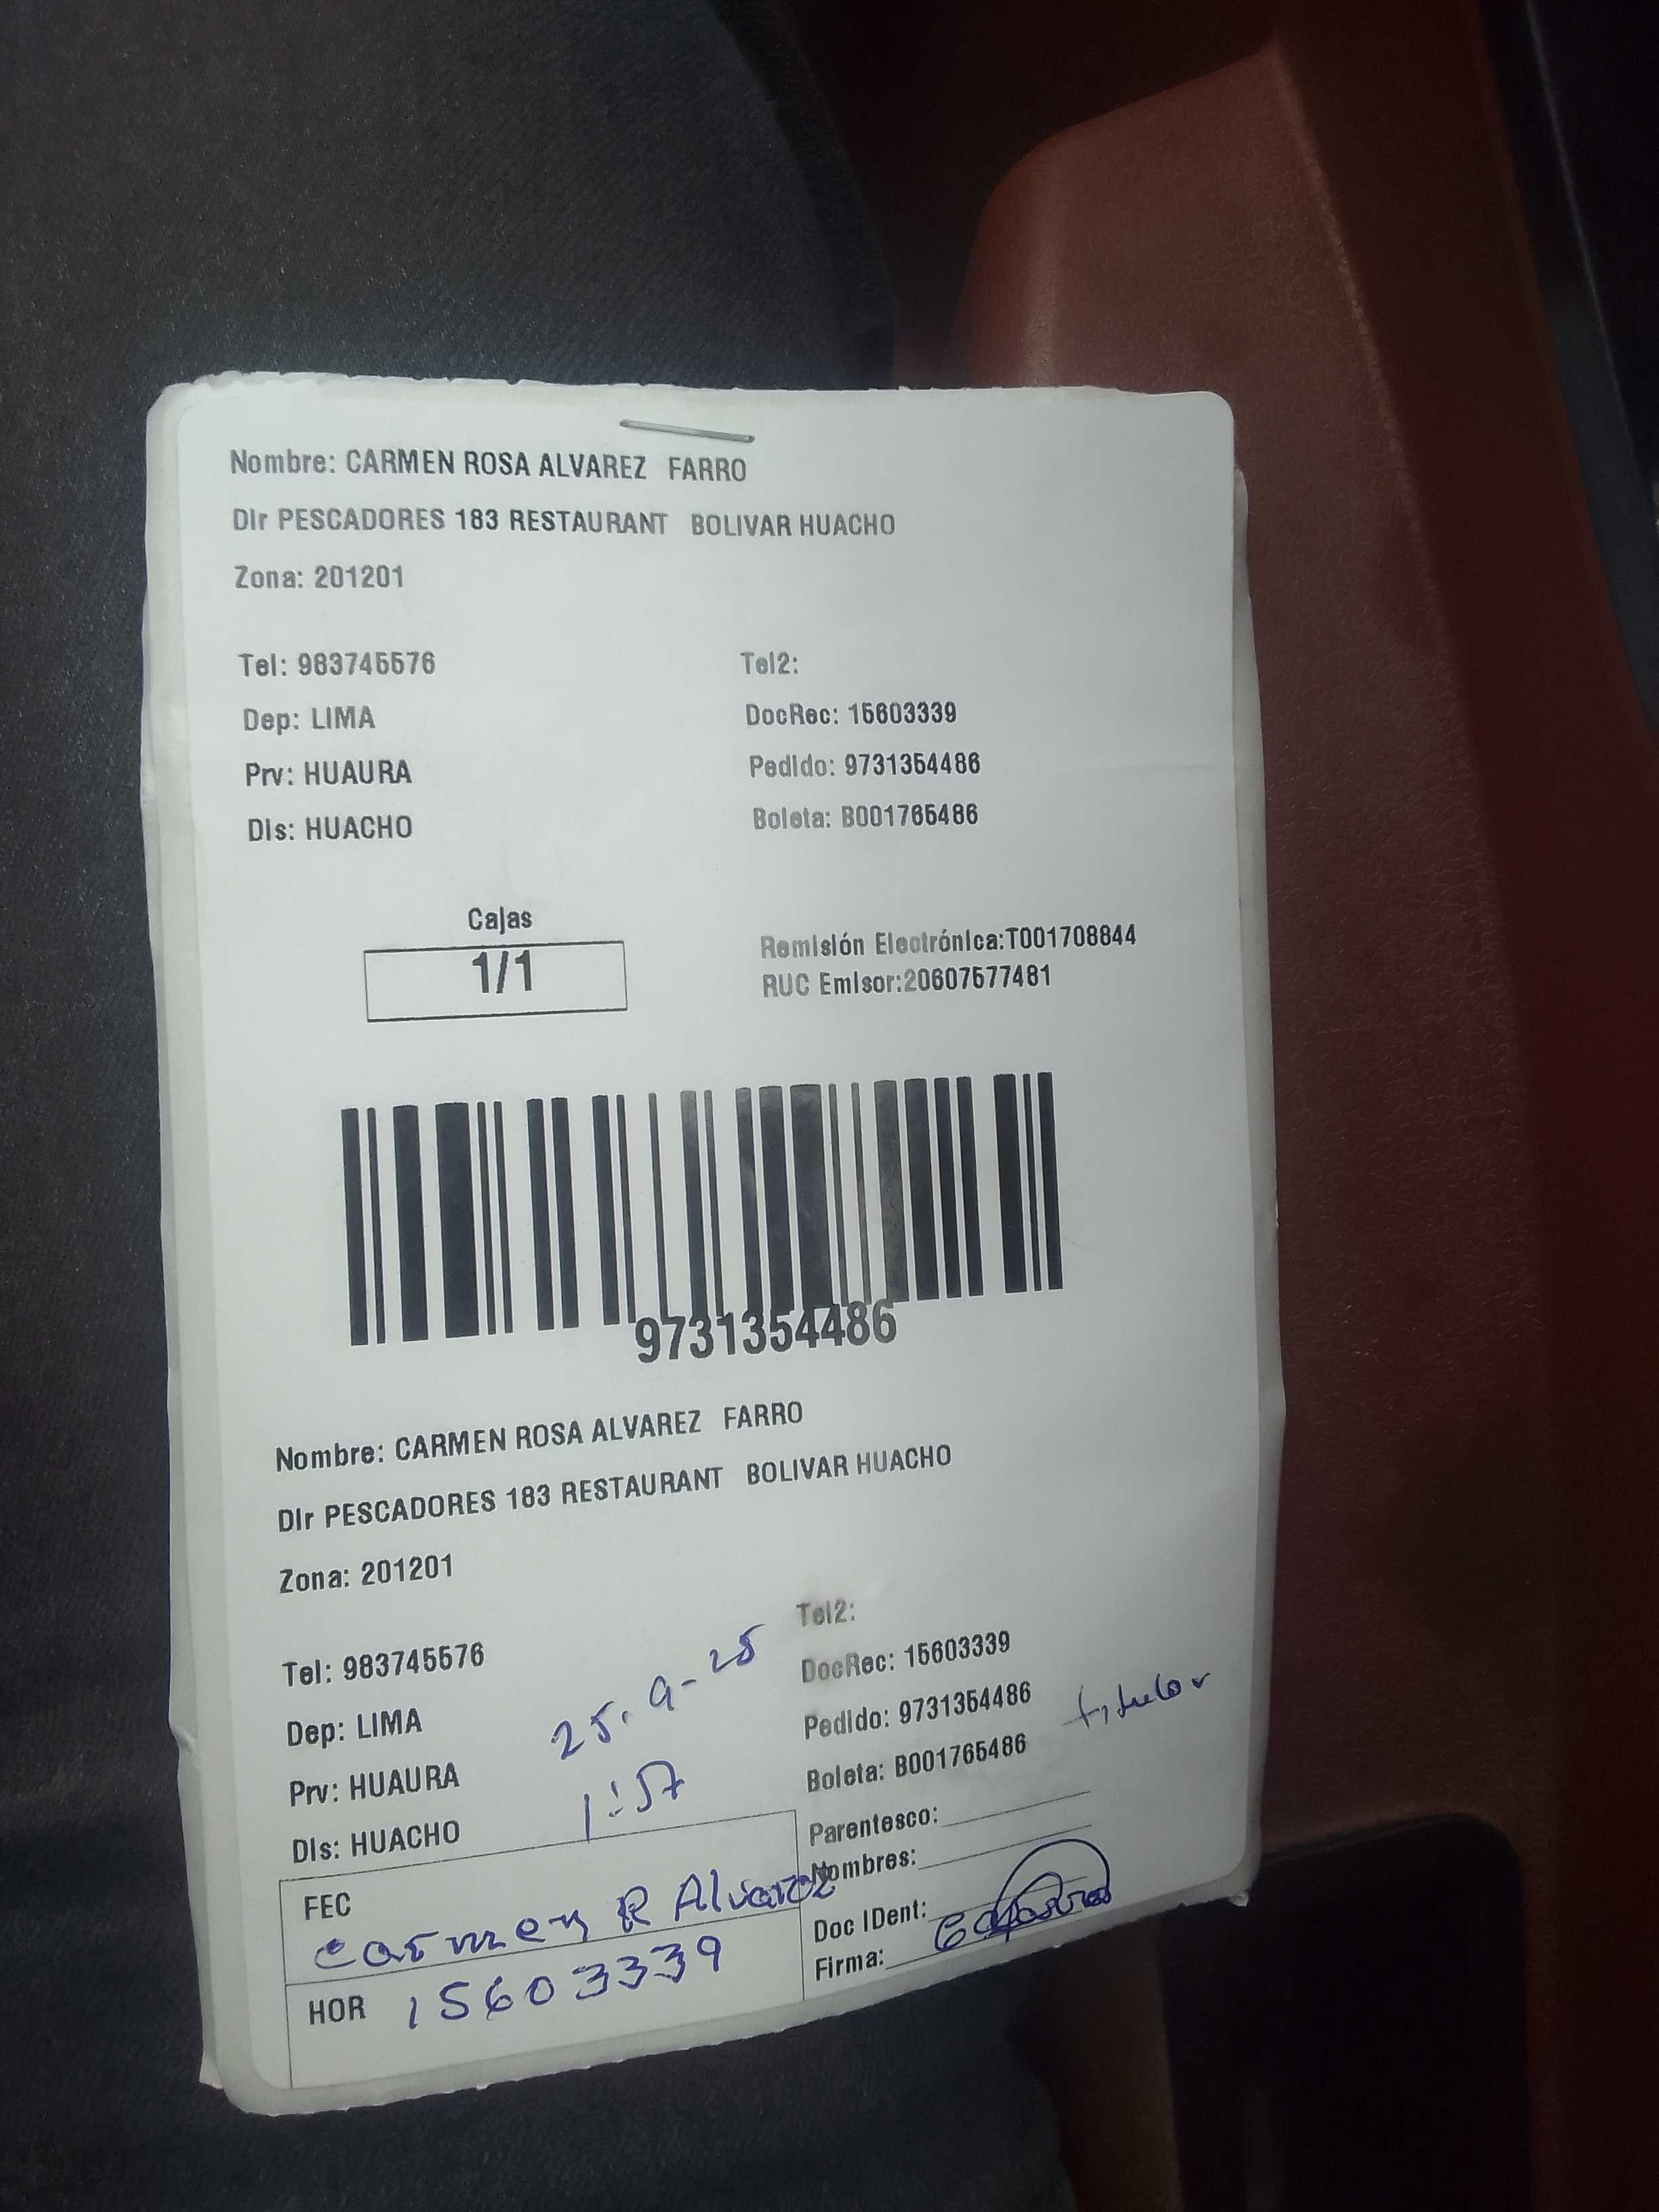 Nombre: CARMEN ROSA ALVAREZ FARRO
Dir PESCADORES 183 RESTAURANT BOLIVAR HUACHO
Zona: 201201
Tel: 983745576
Tel2:
Dep: LIMA
DocRec: 15603339
Prv: HUAURA
Pedido: 9731354486
Dis: HUACHO
Boleta: B001765486
Cajas
1/1
Remisión Electrónica:T001708844
RUC Emisor:20607577481
9731354486
Nombre: CARMEN ROSA ALVAREZ FARRO
Dir PESCADORES 183 RESTAURANT BOLIVAR HUACHO
Zona: 201201
Tel: 983745576
Tel2:
Dep: LIMA
DocRec: 15603339
Prv: HUAURA
Pedido: 9731354486
Dis: HUACHO
Boleta: B001765486
25-9-25
1:57
titular
Parentesco:
Nombres:
Doc IDent:
Firma:
FEC
Carmen R Alvarez
HOR 15603339